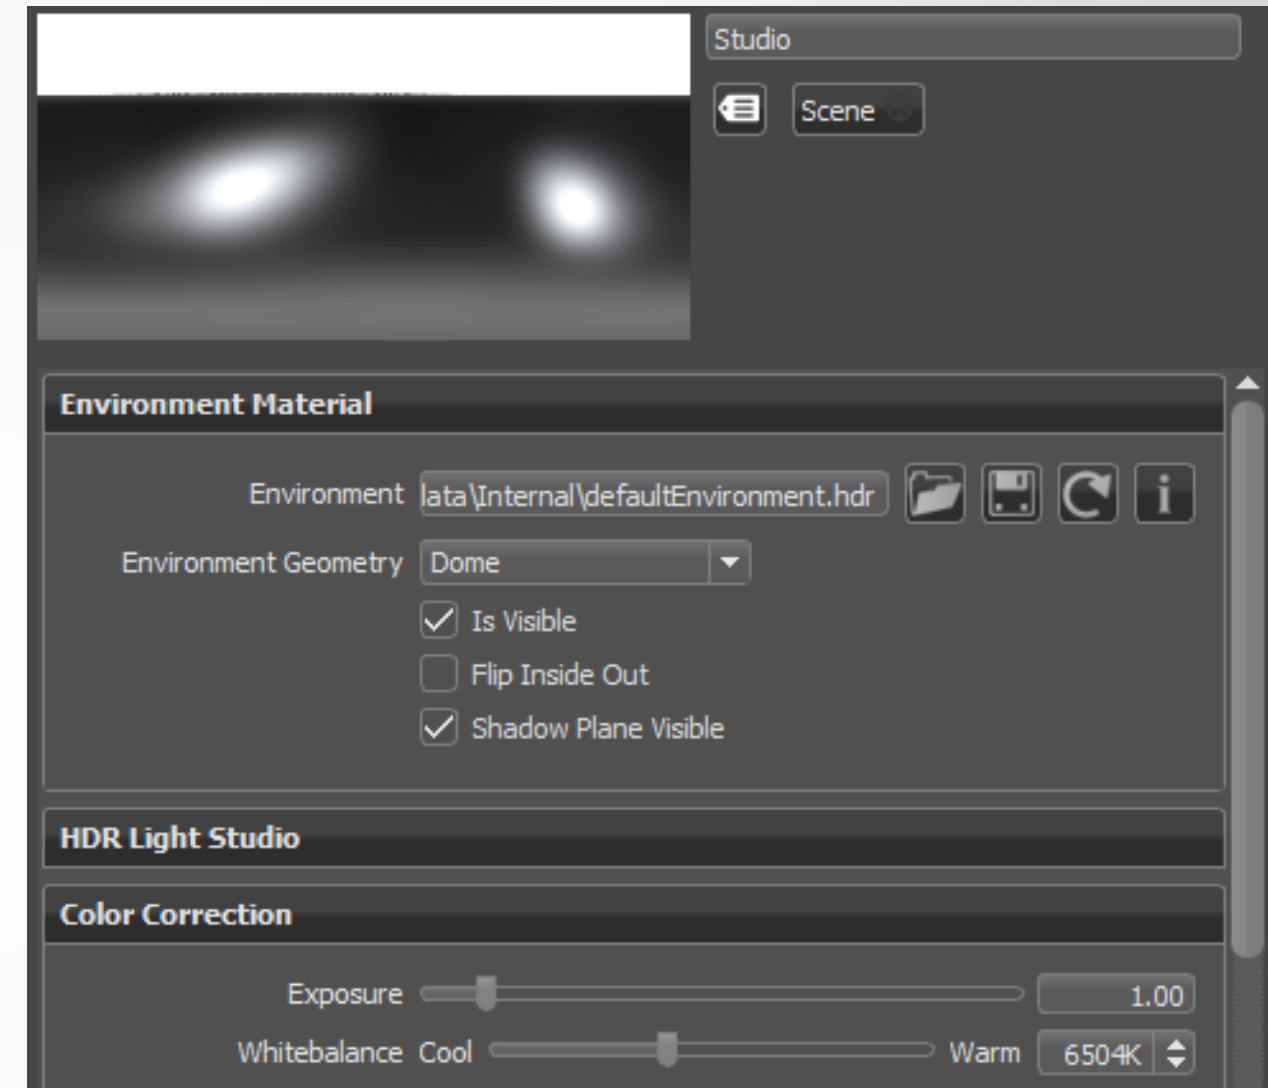 Studio
Scene
Environment Material
Environment lata\Internal\defaultEnvironment.hdr
Environment Geometry Dome
Is Visible
Flip Inside Out
Shadow Plane Visible
HDR Light Studio
Color Correction
Exposure 1.00
Whitebalance Cool Warm 6504K